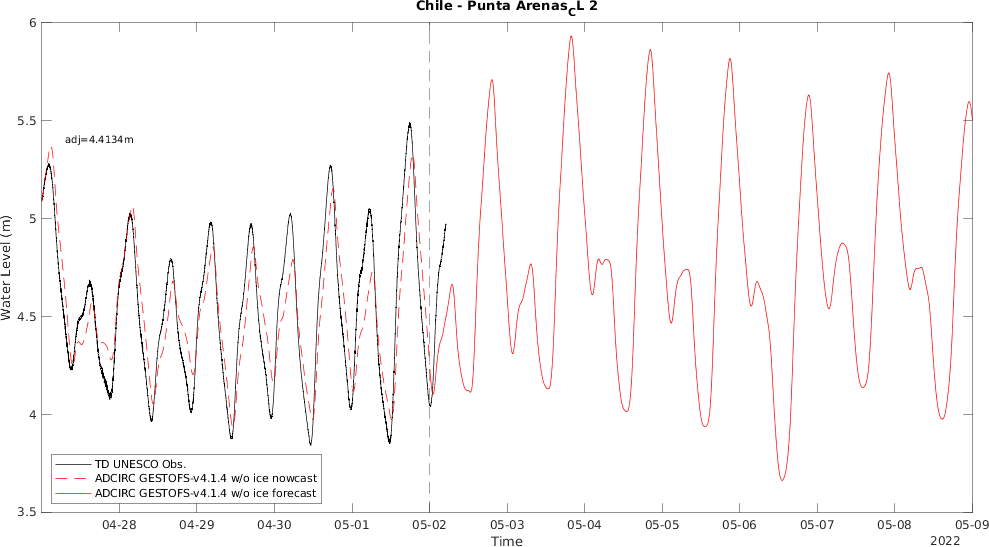 Chile - Punta Arenas_CL 2
6
5.5
5
4.5
4
3.5
Water Level (m)
adj=4.4134m
TD UNESCO Obs.
ADCIRC GESTOFS-v4.1.4 w/o ice nowcast
ADCIRC GESTOFS-v4.1.4 w/o ice forecast
04-28 04-29 04-30 05-01 05-02 05-03 05-04 05-05 05-06 05-07 05-08 05-09
Time
2022